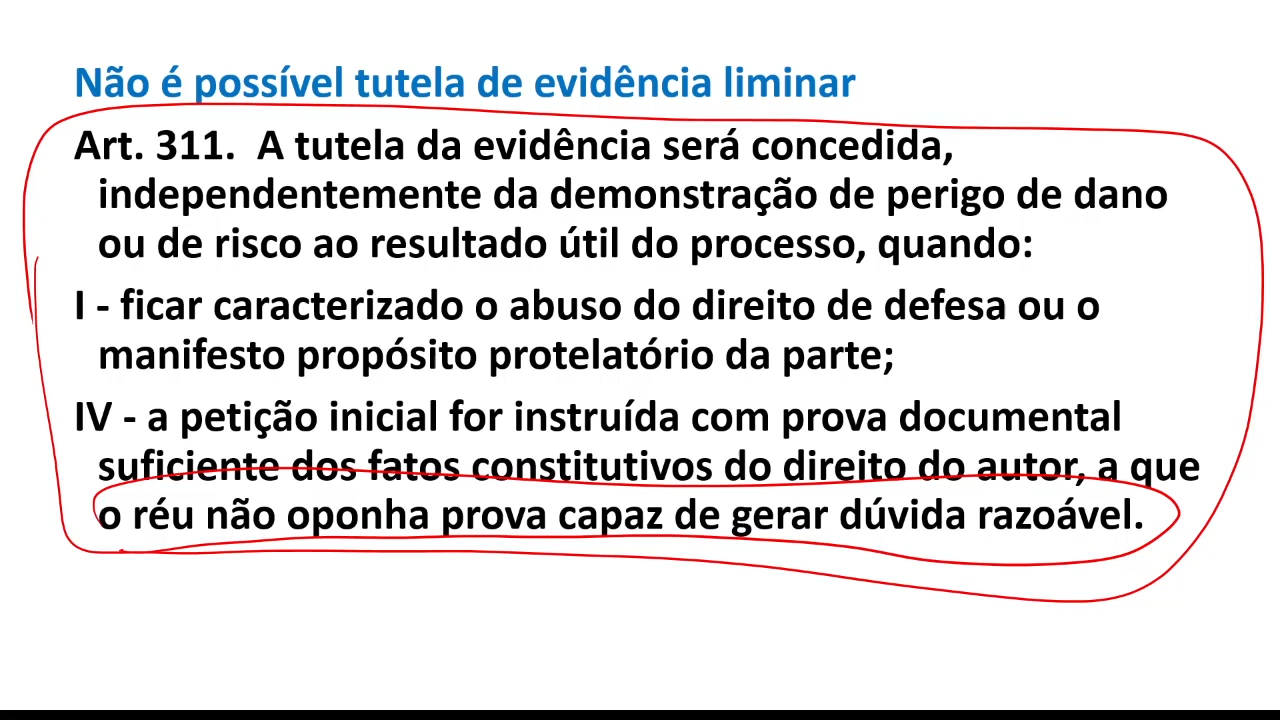 Não é possível tutela de evidência liminar
Art. 311.  A tutela da evidência será concedida,
independentemente da demonstração de perigo de dano
ou de risco ao resultado útil do processo, quando:
I - ficar caracterizado o abuso do direito de defesa ou o
manifesto propósito protelatório da parte;
IV - a petição inicial for instruída com prova documental
suficiente dos fatos constitutivos do direito do autor, a que
o réu não oponha prova capaz de gerar dúvida razoável.